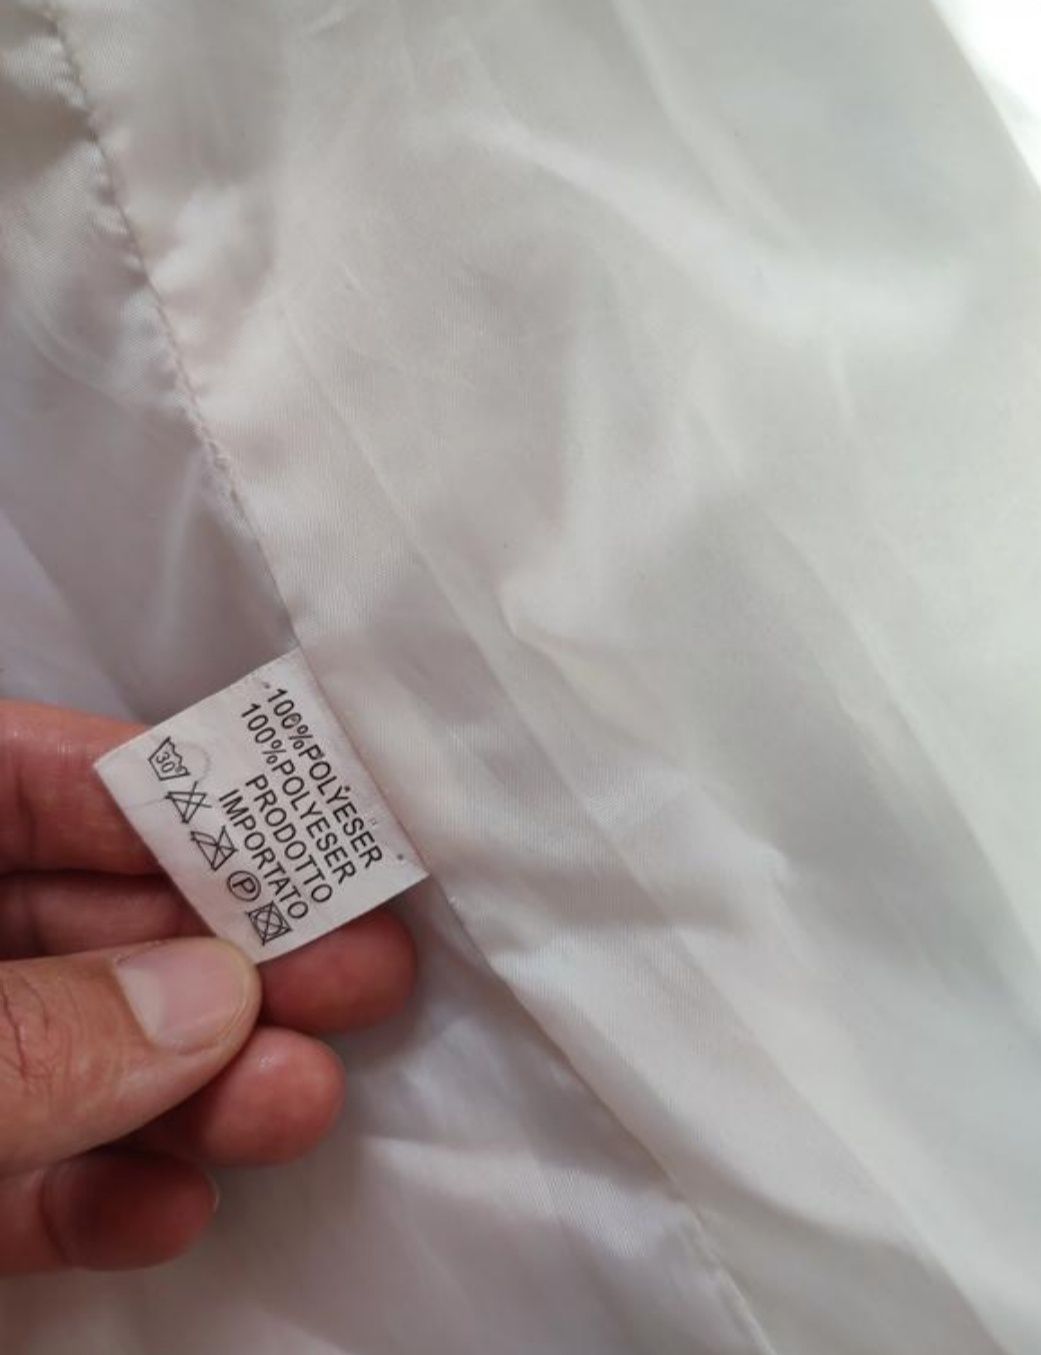 100%POLYESER
100%POLYESER
PRODOTTO
IMPORTATO
30°
P